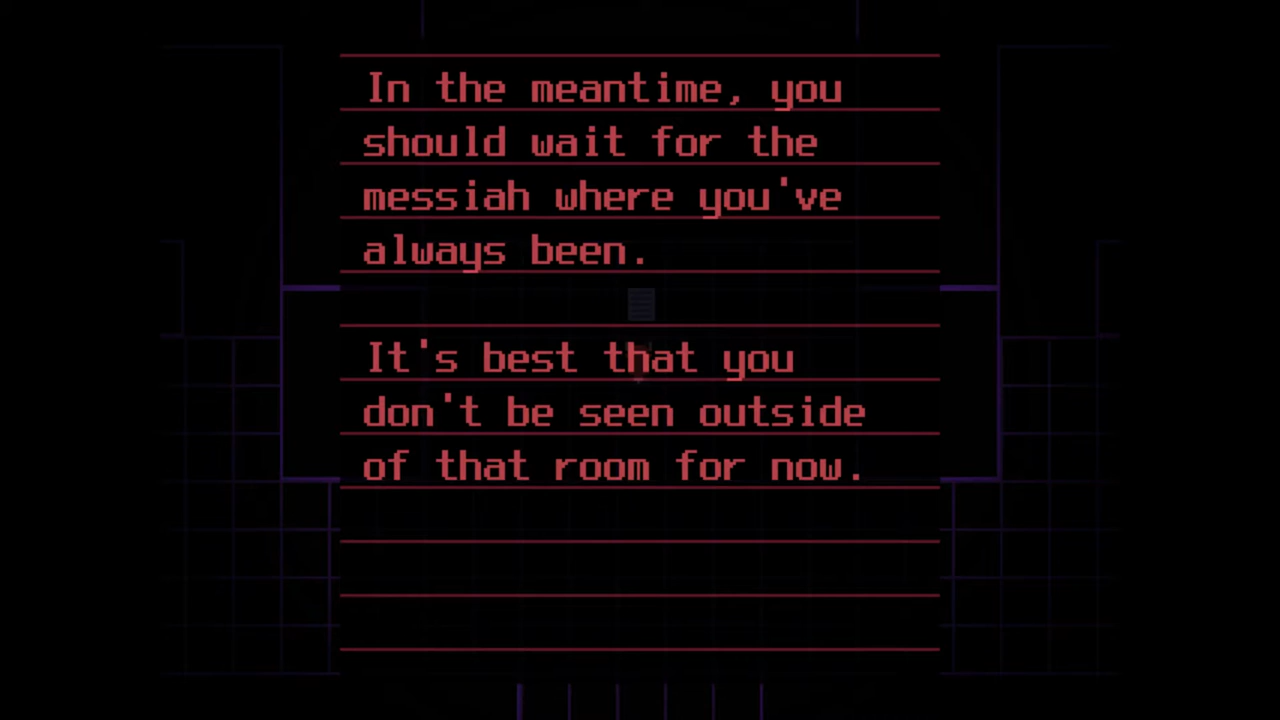 In the meantime, you
should wait for the
messiah where you've
always been.
It's best that you
don't be seen outside
of that room for now.